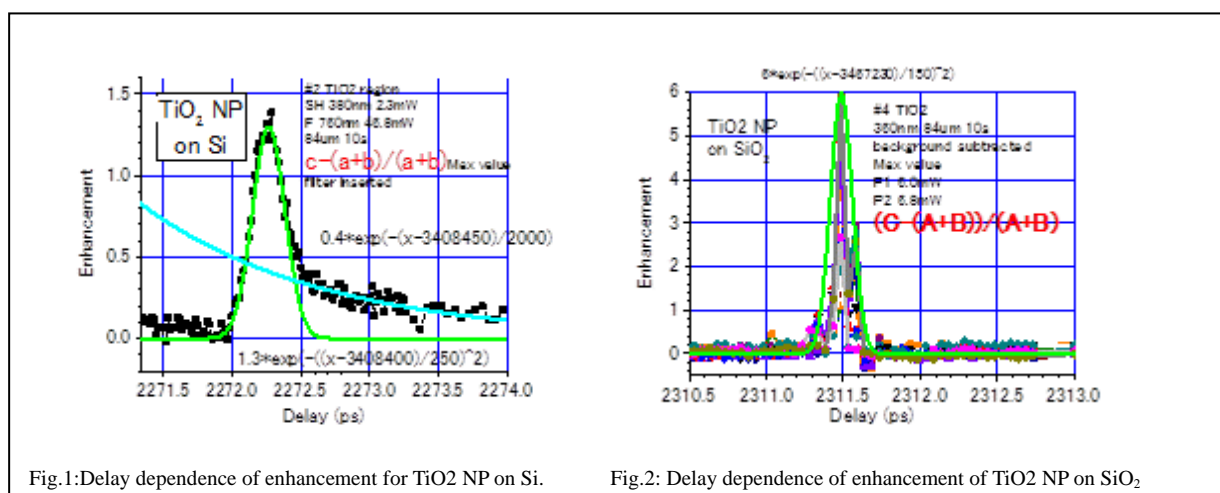 TiO2 NP
on Si
#2 TiO2 region
SH 380nm 2.3mW
F 760nm 46.8mW
84um 10s
c-(a+b)/(a+b) Max value
filter inserted
0.4*exp(-(x-3408450)/2000)
1.3*exp(-((x-3408400)/250)^2)
Enhancement
1.5
1.0
0.5
0.0
2271.5 2272.0 2272.5 2273.0 2273.5 2274.0
Delay (ps)
6*exp(-((x-3467230)/150)^2)
TiO2 NP
on SiO2
#4 TiO2
360nm 84um 10s
background subtracted
Max value
P1 6.0mW
P2 6.8mW
(C (A+B))/(A+B)
Enhancement
6
5
4
3
2
1
0
2310.5 2311.0 2311.5 2312.0 2312.5 2313.0
Delay (ps)
Fig.1:Delay dependence of enhancement for TiO2 NP on Si.
Fig.2: Delay dependence of enhancement of TiO2 NP on SiO2